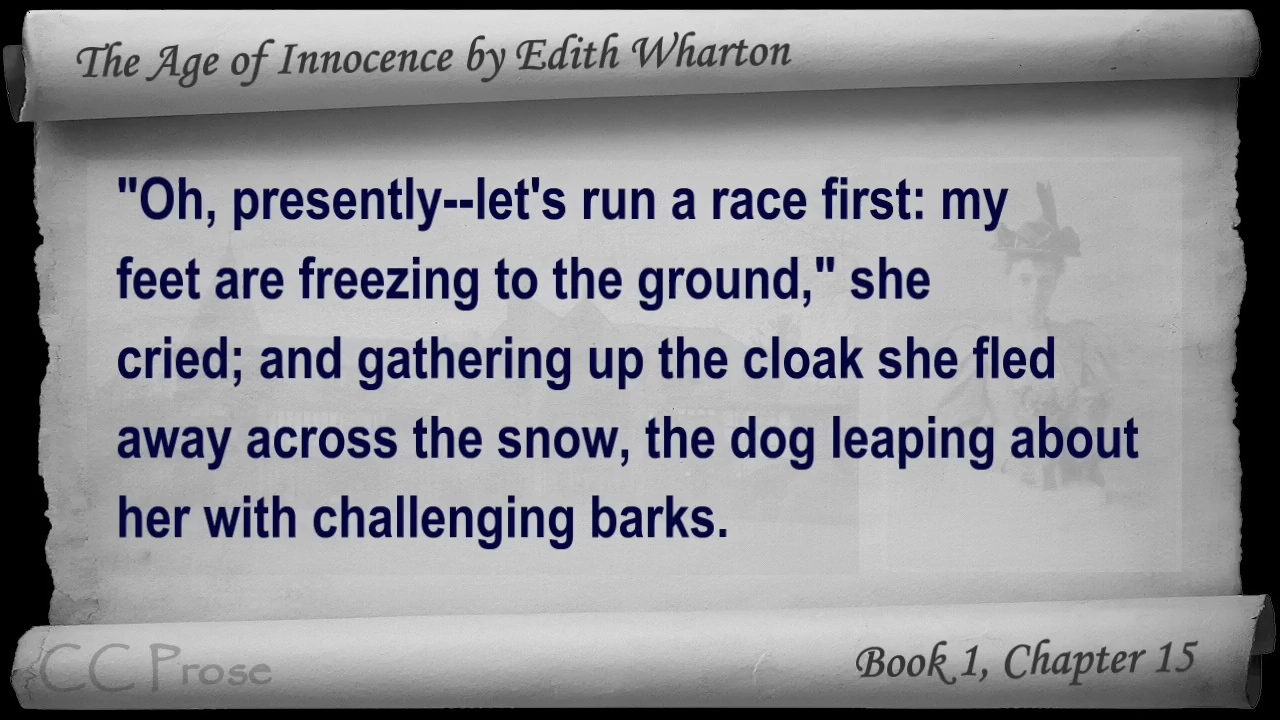 The Age of Innocence by Edith Wharton
"Oh, presently--let's run a race first: my
feet are freezing to the ground," she
cried; and gathering up the cloak she fled
away across the snow, the dog leaping about
her with challenging barks.
CC Prose
Book 1, Chapter 15